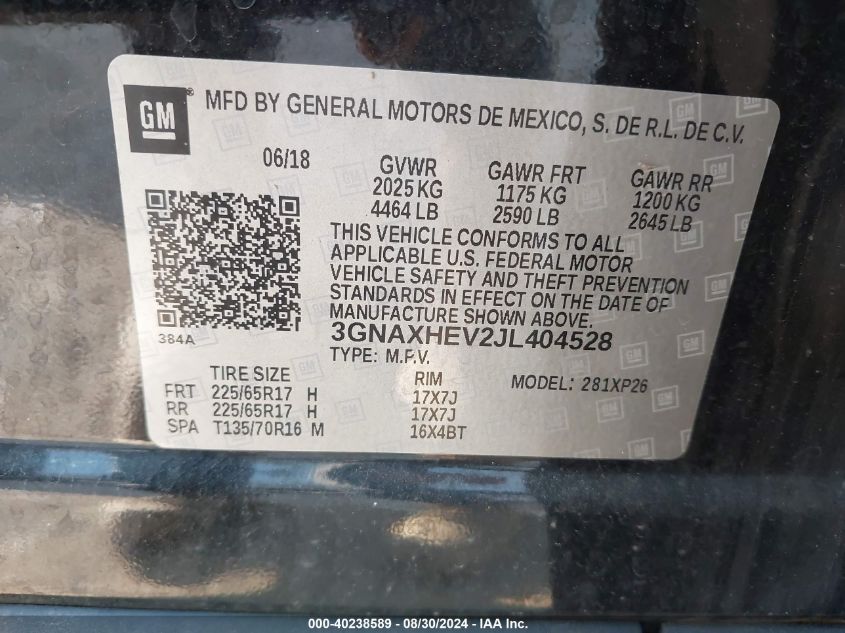 GM ® MFD BY GENERAL MOTORS DE MEXICO, S. DE R.L. DE C.V.
06/18 GVWR GAWR FRT GAWR RR
2025 KG 1175 KG 1200 KG
4464 LB 2590 LB 2645 LB
THIS VEHICLE CONFORMS TO ALL
APPLICABLE U.S. FEDERAL MOTOR
VEHICLE SAFETY AND THEFT PREVENTION
STANDARDS IN EFFECT ON THE DATE OF
MANUFACTURE SHOWN ABOVE.
384A 3GNAXHEV2JL404528
TYPE: M.P.V.
TIRE SIZE RIM MODEL: 281XP26
FRT 225/65R17 H 17X7J
RR 225/65R17 H 17X7J
SPA T135/70R16 M 16X4BT
000-40238589 - 08/30/2024 - IAA Inc.